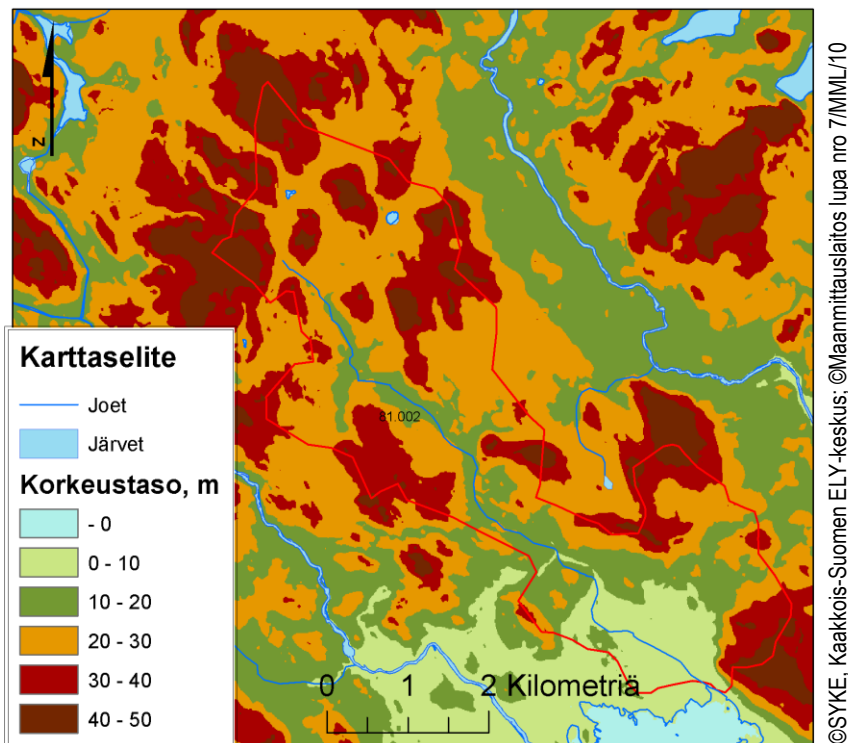 N
81.002
Karttaselite
Joet
Järvet
Korkeustaso, m
- 0
0 - 10
10 - 20
20 - 30
30 - 40
40 - 50
0 1 2 Kilometriä
©SYKE, Kaakkois-Suomen ELY-keskus; ©Maanmittauslaitos lupa nro 7/MML/10